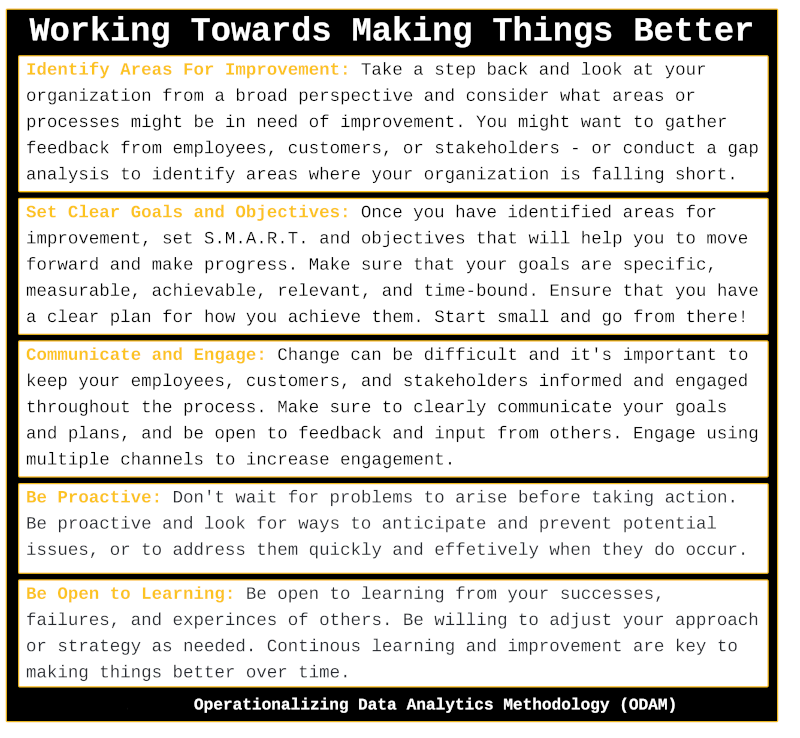 Working Towards Making Things Better
Identify Areas For Improvement: Take a step back and look at your
organization from a broad perspective and consider what areas or
processes might be in need of improvement. You might want to gather
feedback from employees, customers, or stakeholders - or conduct a gap
analysis to identify areas where your organization is falling short.
Set Clear Goals and Objectives: Once you have identified areas for
improvement, set S.M.A.R.T. and objectives that will help you to move
forward and make progress. Make sure that your goals are specific,
measurable, achievable, relevant, and time-bound. Ensure that you have
a clear plan for how you achieve them. Start small and go from there!
Communicate and Engage: Change can be difficult and it's important to
keep your employees, customers, and stakeholders informed and engaged
throughout the process. Make sure to clearly communicate your goals
and plans, and be open to feedback and input from others. Engage using
multiple channels to increase engagement.
Be Proactive: Don't wait for problems to arise before taking action.
Be proactive and look for ways to anticipate and prevent potential
issues, or to address them quickly and effetively when they do occur.
Be Open to Learning: Be open to learning from your successes,
failures, and experinces of others. Be willing to adjust your approach
or strategy as needed. Continous learning and improvement are key to
making things better over time.
Operationalizing Data Analytics Methodology (ODAM)